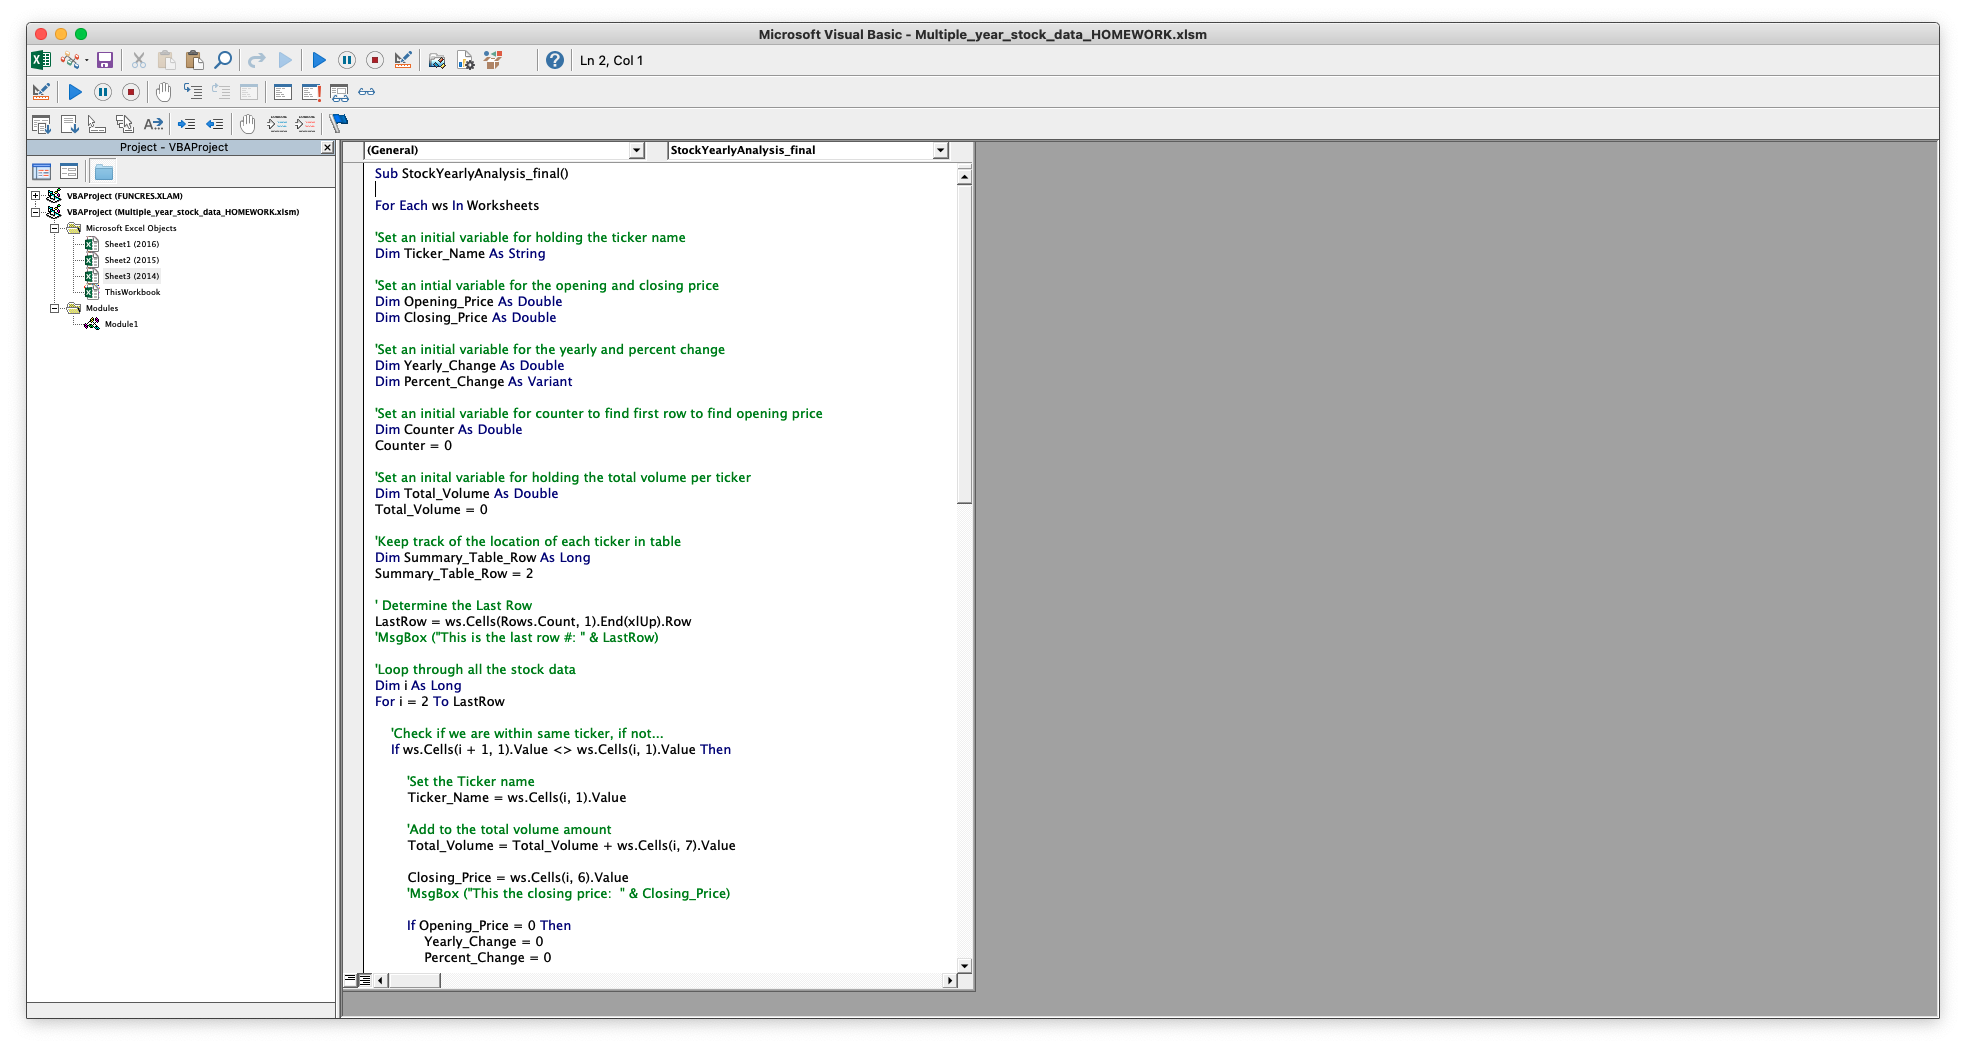 Microsoft Visual Basic - Multiple_year_stock_data_HOMEWORK.xlsm
Ln 2, Col 1
Project - VBAProject
VBAProject (FUNCRES.XLAM)
VBAProject (Multiple_year_stock_data_HOMEWORK.xlsm)
Microsoft Excel Objects
Sheet1 (2016)
Sheet2 (2015)
Sheet3 (2014)
ThisWorkbook
Modules
Module1
(General)
StockYearlyAnalysis_final
Sub StockYearlyAnalysis_final()
For Each ws In Worksheets
'Set an initial variable for holding the ticker name
Dim Ticker_Name As String
'Set an intial variable for the opening and closing price
Dim Opening_Price As Double
Dim Closing_Price As Double
'Set an initial variable for the yearly and percent change
Dim Yearly_Change As Double
Dim Percent_Change As Variant
'Set an initial variable for counter to find first row to find opening price
Dim Counter As Double
Counter = 0
'Set an inital variable for holding the total volume per ticker
Dim Total_Volume As Double
Total_Volume = 0
'Keep track of the location of each ticker in table
Dim Summary_Table_Row As Long
Summary_Table_Row = 2
' Determine the Last Row
LastRow = ws.Cells(Rows.Count, 1).End(xlUp).Row
'MsgBox ("This is the last row #: " & LastRow)
'Loop through all the stock data
Dim i As Long
For i = 2 To LastRow
'Check if we are within same ticker, if not...
If ws.Cells(i + 1, 1).Value <> ws.Cells(i, 1).Value Then
'Set the Ticker name
Ticker_Name = ws.Cells(i, 1).Value
'Add to the total volume amount
Total_Volume = Total_Volume + ws.Cells(i, 7).Value
Closing_Price = ws.Cells(i, 6).Value
'MsgBox ("This the closing price:  " & Closing_Price)
If Opening_Price = 0 Then
Yearly_Change = 0
Percent_Change = 0